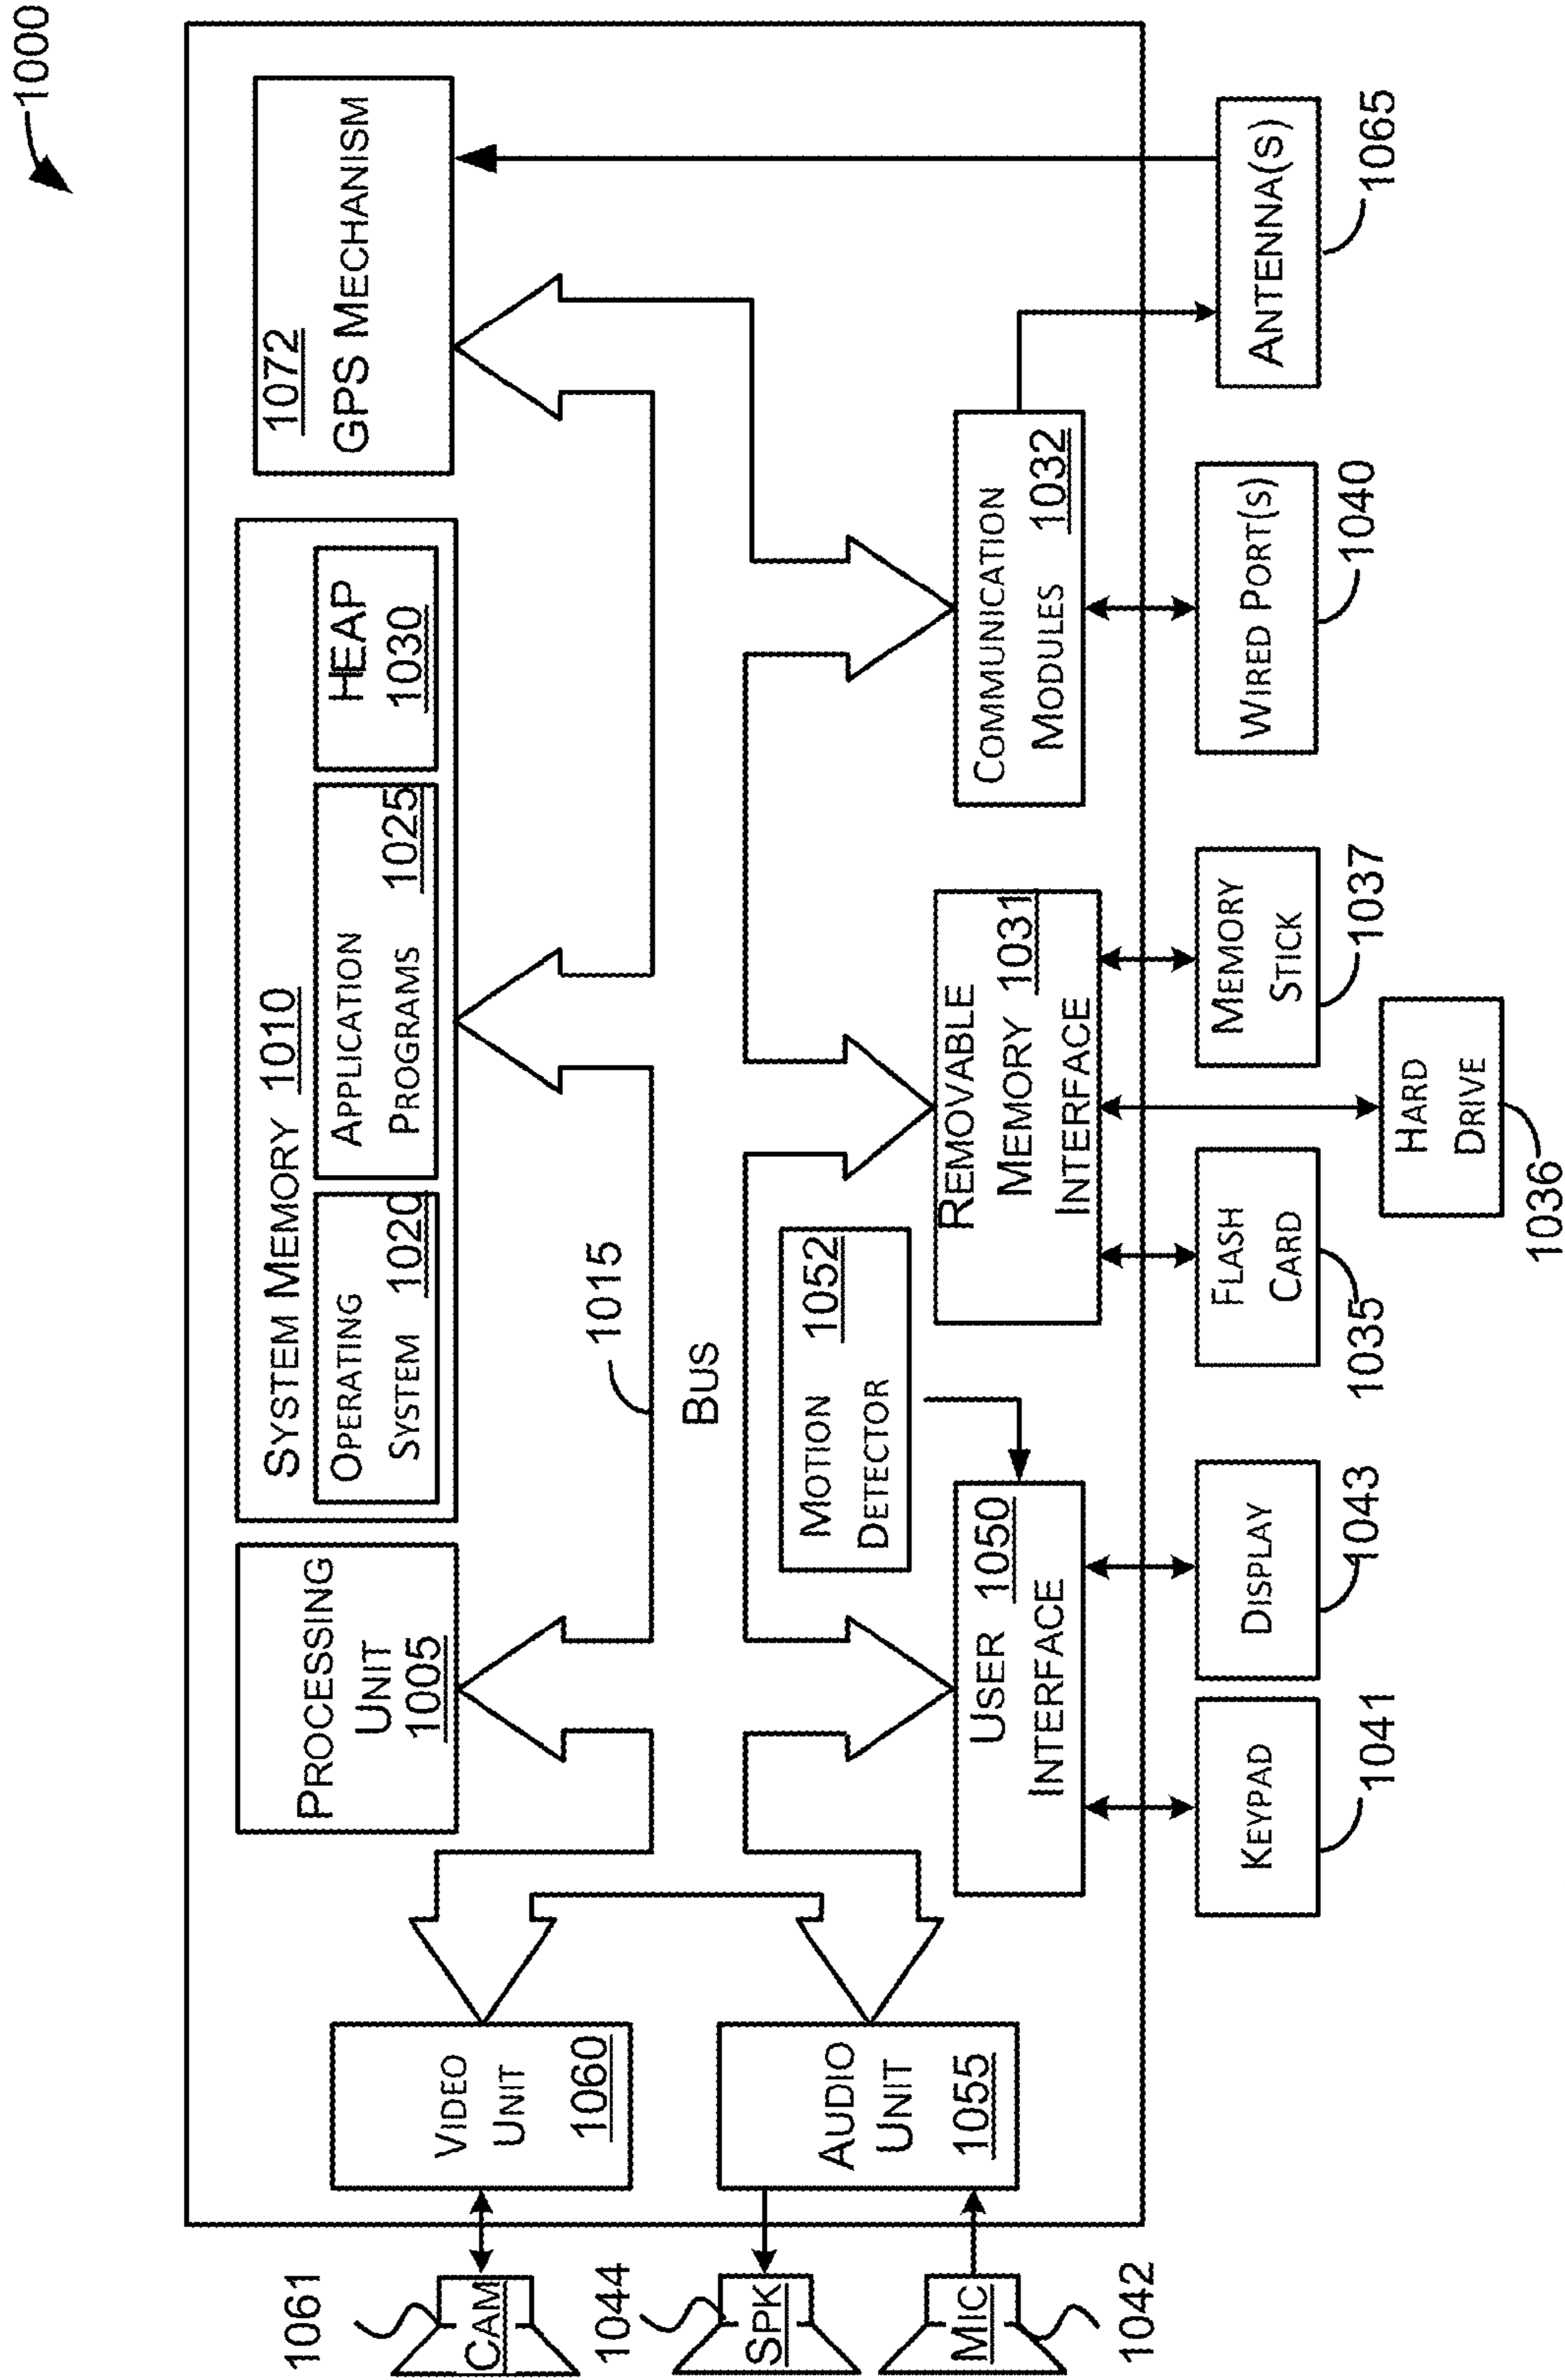 1000
SYSTEM MEMORY 1010
PROCESSING
UNIT
1005
OPERATING
SYSTEM 1020
APPLICATION
PROGRAMS 1025
HEAP
1030
1072
GPS MECHANISM
1015
BUS
VIDEO
UNIT
1060
AUDIO
UNIT
1055
1061
CAM
1044
SPK
MIC
1042
MOTION 1052
DETECTOR
USER 1050
INTERFACE
REMOVABLE
MEMORY 1031
INTERFACE
COMMUNICATION
MODULES 1032
KEYPAD
1041
DISPLAY
1043
FLASH
CARD
1035
HARD
DRIVE
1036
MEMORY
STICK
1037
WIRED PORT(S)
1040
ANTENNA(S)
1065